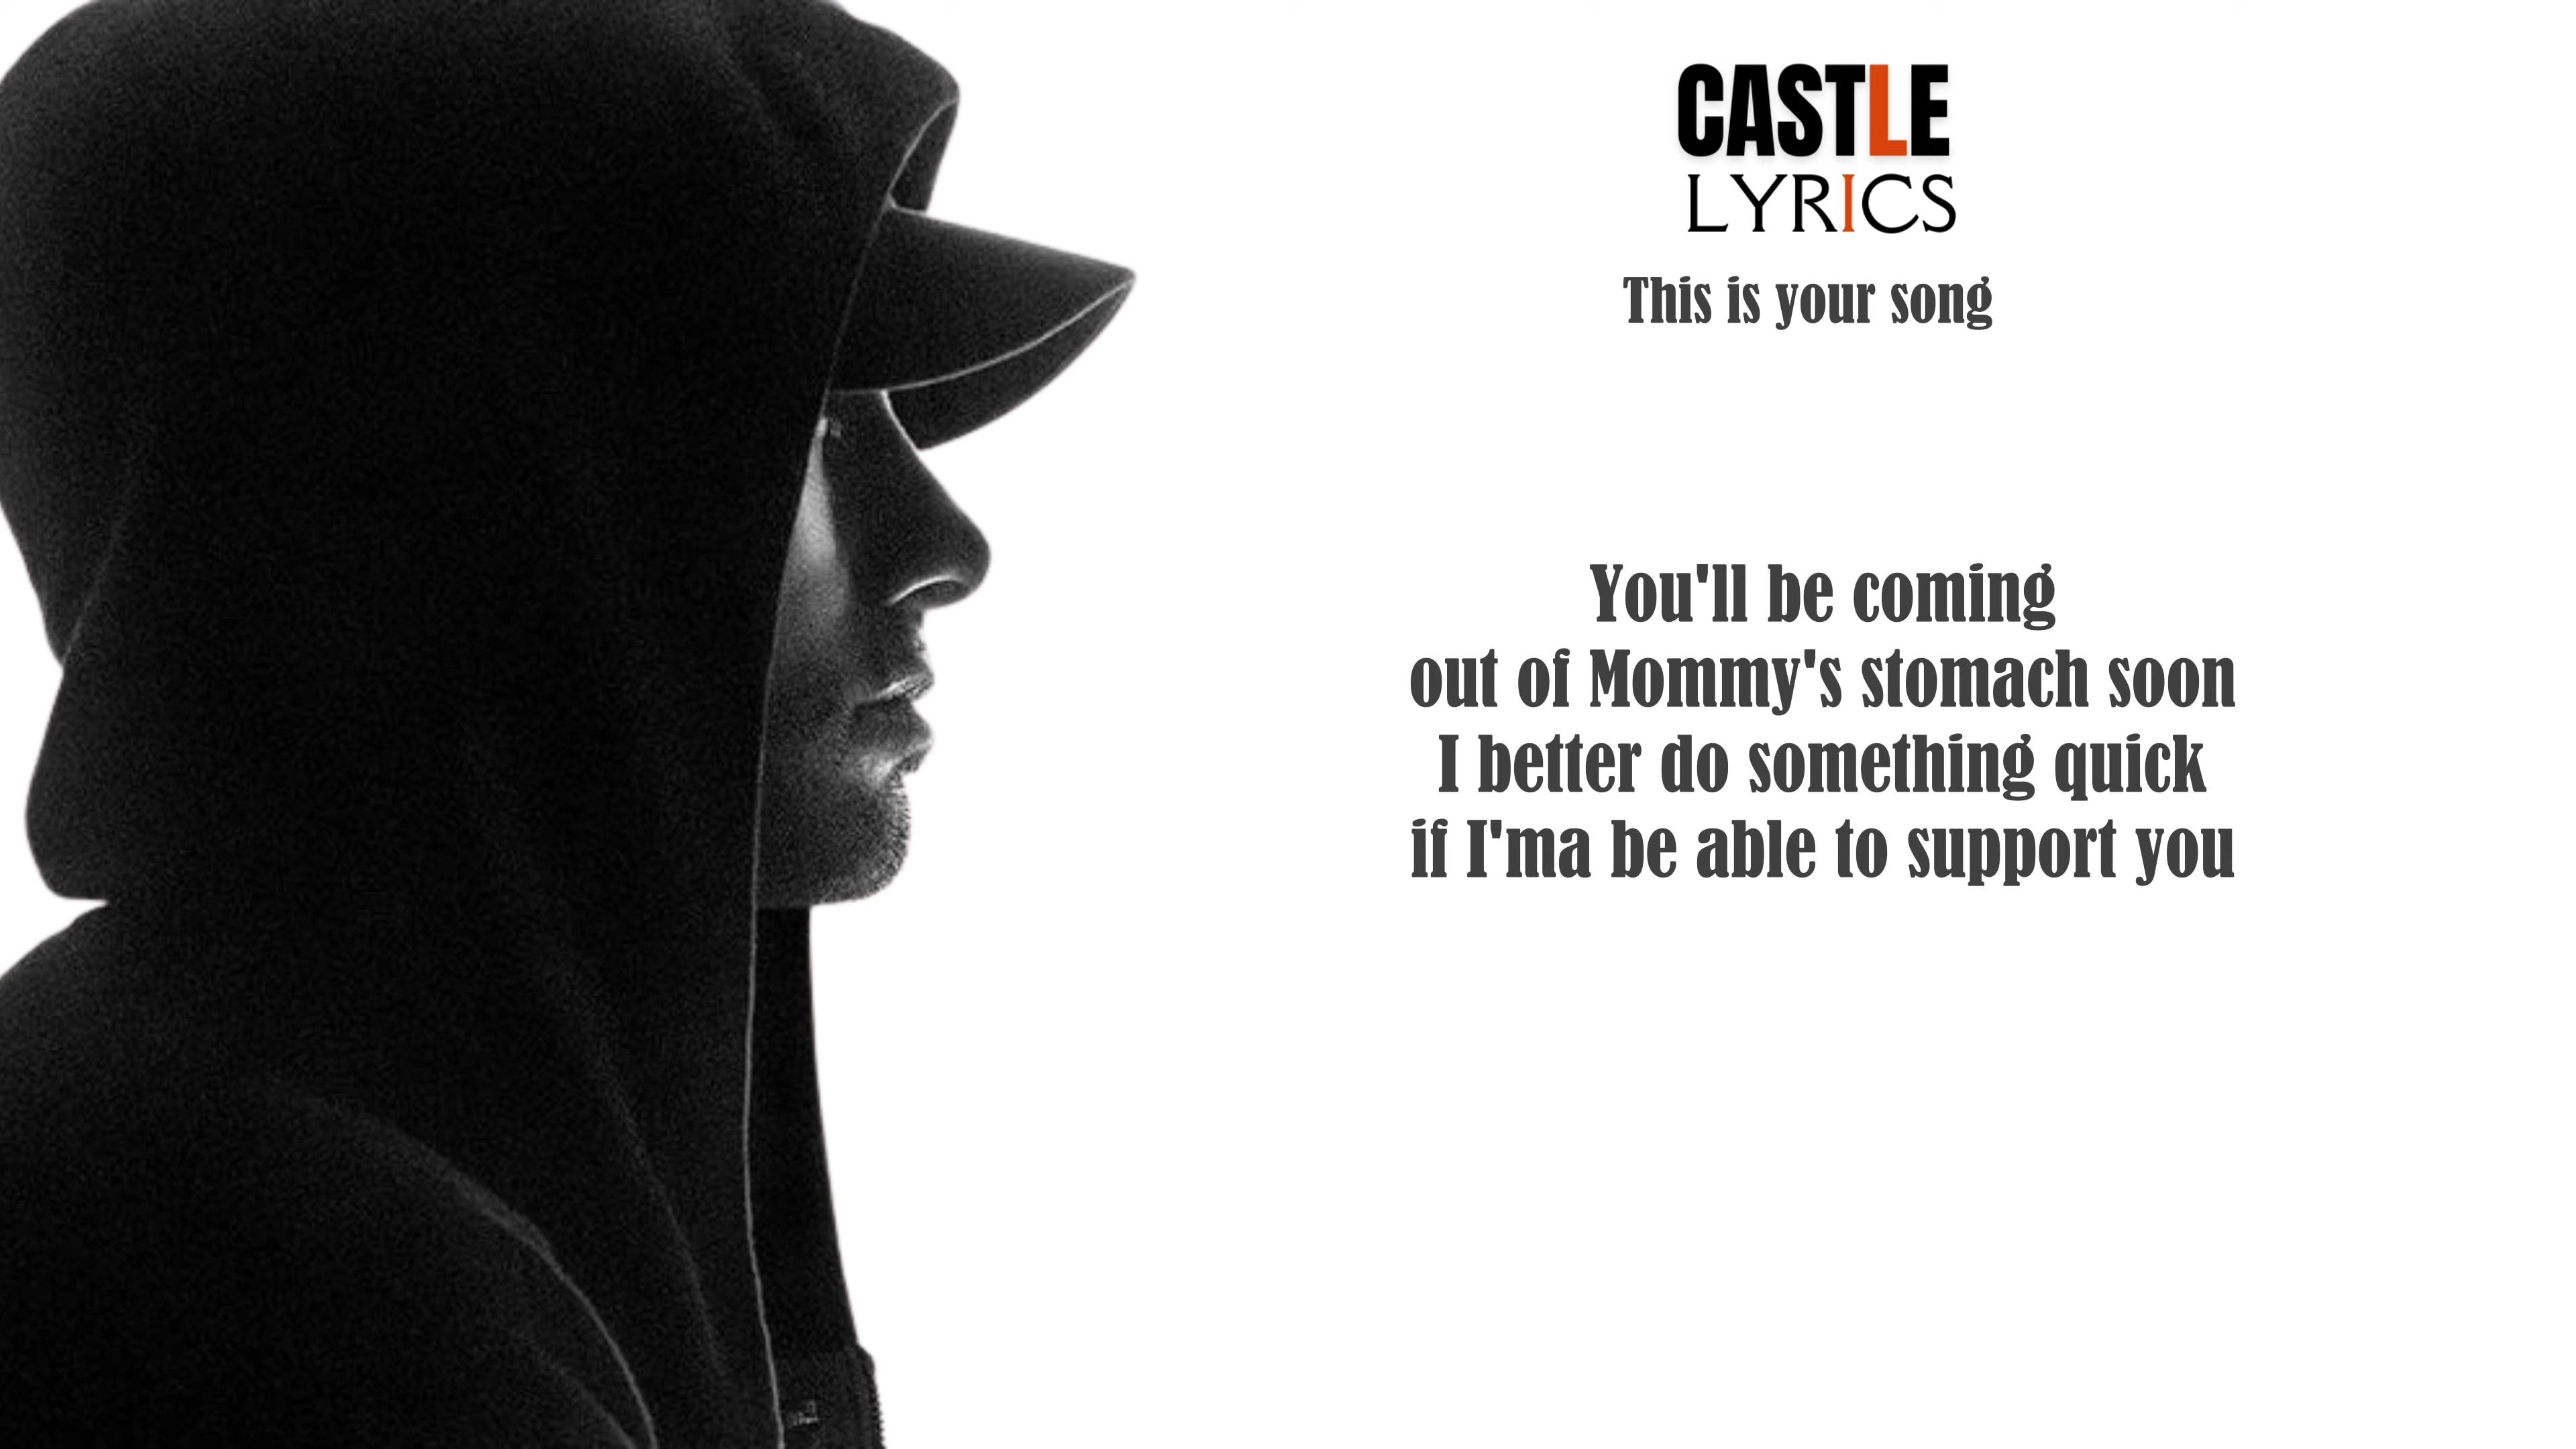 CASTLE
LYRICS
This is your song
You'll be coming
out of Mommy's stomach soon
I better do something quick
if I'ma be able to support you